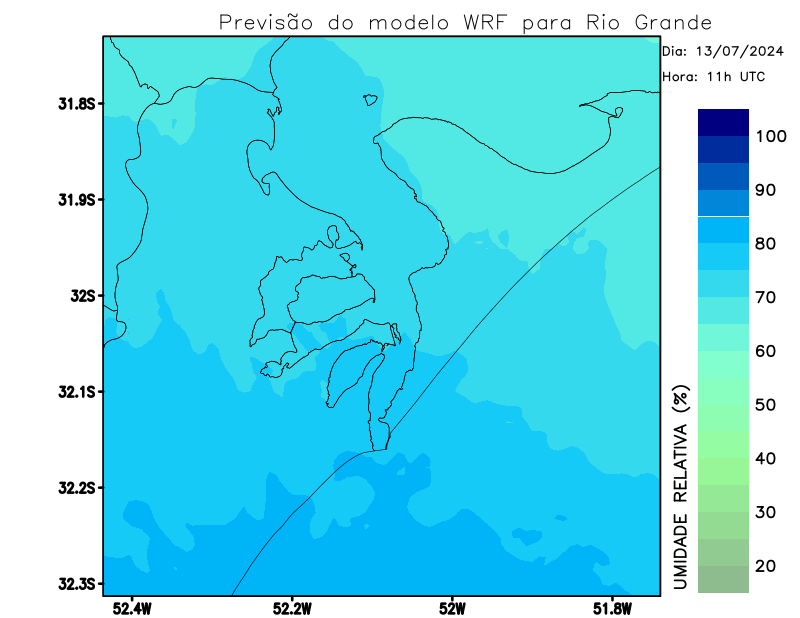 Previsão do modelo WRF para Rio Grande
Dia: 13/07/2024
Hora: 11h UTC
31.8S
31.9S
32S
32.1S
32.2S
32.3S
52.4W
52.2W
52W
51.8W
UMIDADE RELATIVA (%)
100
90
80
70
60
50
40
30
20